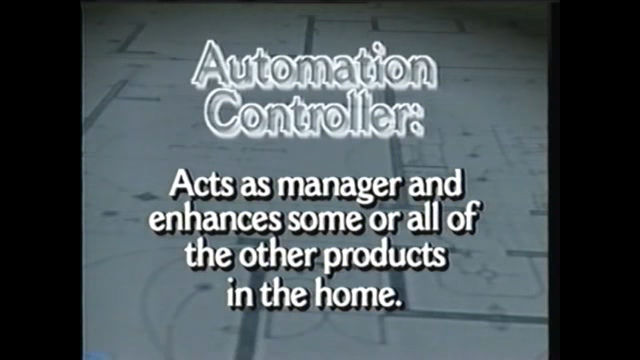 Automation
Controller:
Acts as manager and
enhances some or all of
the other products
in the home.